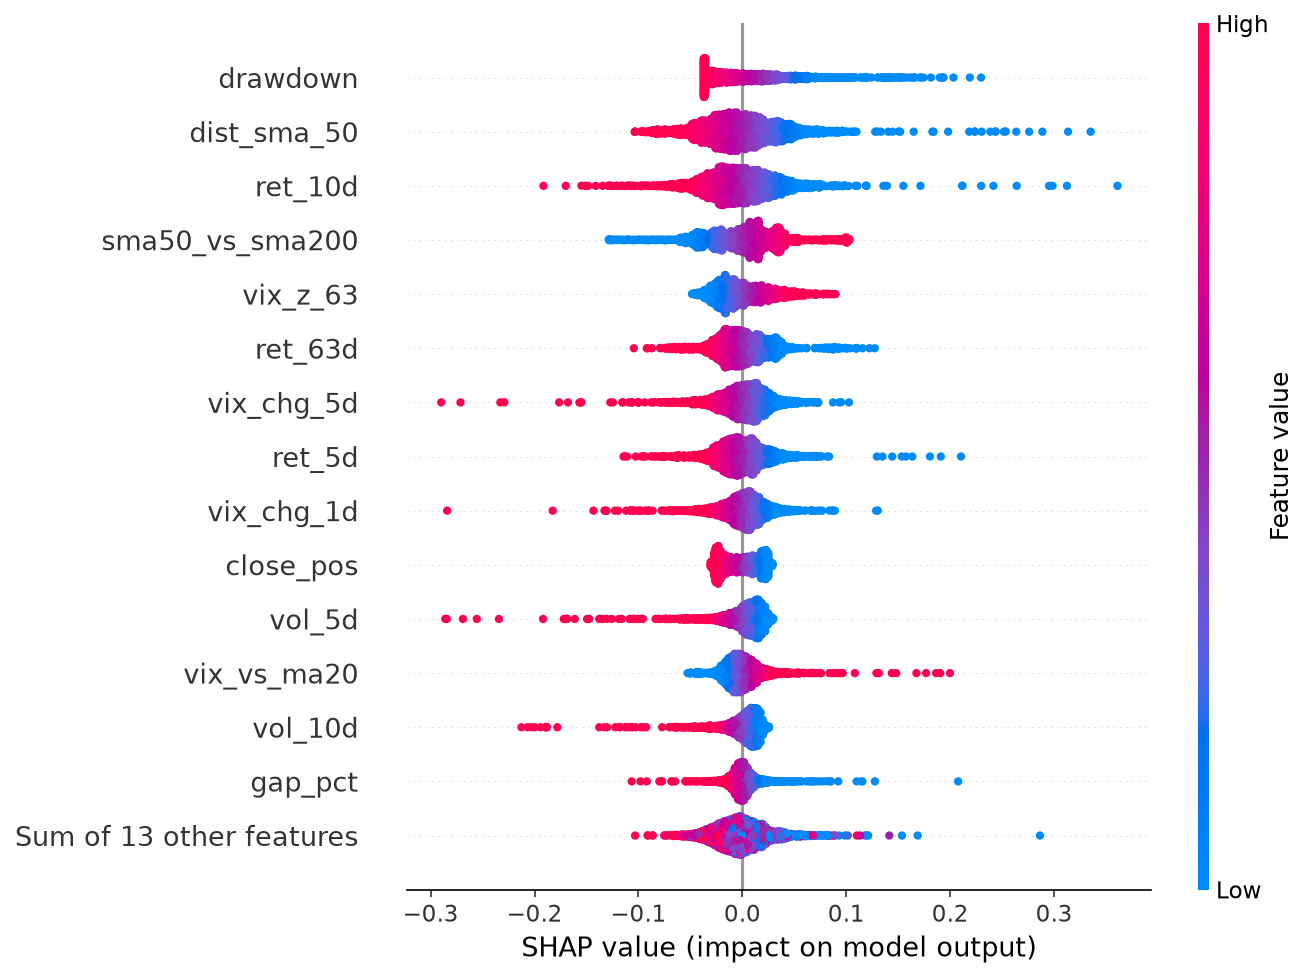 High
drawdown
dist_sma_50
ret_10d
sma50_vs_sma200
vix_z_63
ret_63d
vix_chg_5d
ret_5d
vix_chg_1d
close_pos
vol_5d
vix_vs_ma20
vol_10d
gap_pct
Sum of 13 other features
Feature value
Low
−0.3 −0.2 −0.1 0.0 0.1 0.2 0.3
SHAP value (impact on model output)